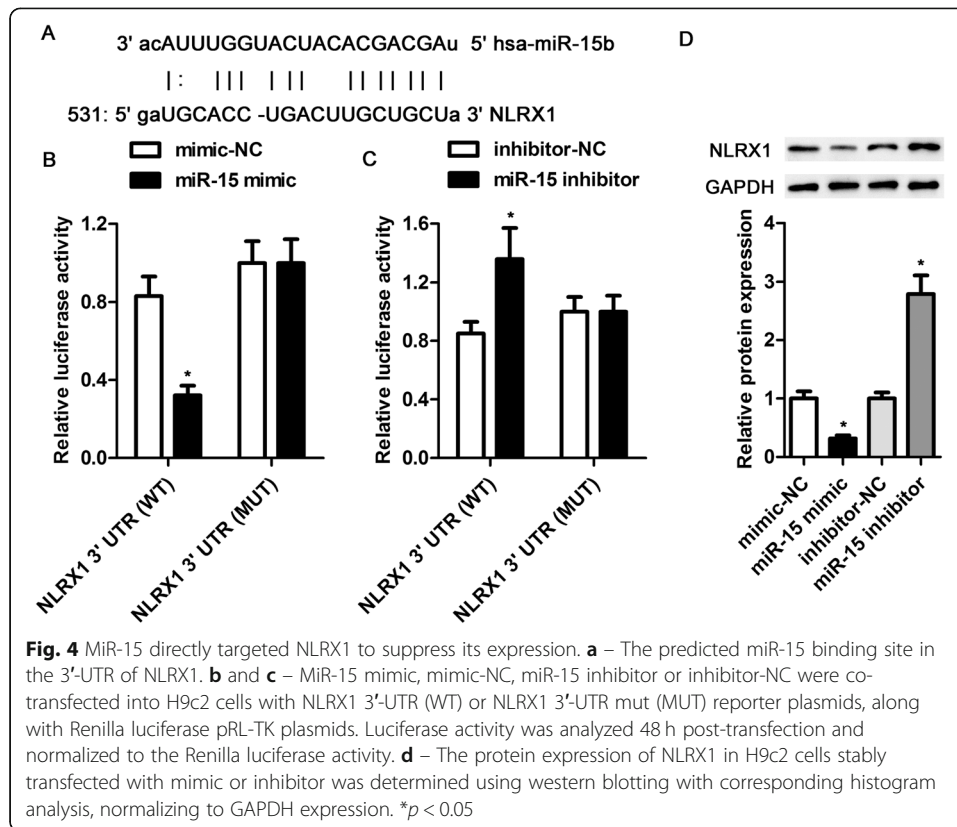 A
3' acAUUUGGUACUACACGACGAu 5' hsa-miR-15b
|: ||| | || || || || |
531: 5' gaUGCACC -UGACUUGCUGCUa 3' NLRX1
B
mimic-NC
miR-15 mimic
Relative luciferase activity
1.2
0.8
0.4
0.0
*
NLRX1 3' UTR (WT)
NLRX1 3' UTR (MUT)
C
inhibitor-NC
miR-15 inhibitor
Relative luciferase activity
1.6
1.2
0.8
0.4
0.0
*
NLRX1 3' UTR (WT)
NLRX1 3' UTR (MUT)
D
NLRX1
GAPDH
Relative protein expression
4
3
2
1
0
*
*
mimic-NC
miR-15 mimic
inhibitor-NC
miR-15 inhibitor
Fig. 4 MiR-15 directly targeted NLRX1 to suppress its expression. a – The predicted miR-15 binding site in
the 3′-UTR of NLRX1. b and c – MiR-15 mimic, mimic-NC, miR-15 inhibitor or inhibitor-NC were co-
transfected into H9c2 cells with NLRX1 3′-UTR (WT) or NLRX1 3′-UTR mut (MUT) reporter plasmids, along
with Renilla luciferase pRL-TK plasmids. Luciferase activity was analyzed 48 h post-transfection and
normalized to the Renilla luciferase activity. d – The protein expression of NLRX1 in H9c2 cells stably
transfected with mimic or inhibitor was determined using western blotting with corresponding histogram
analysis, normalizing to GAPDH expression. *p < 0.05